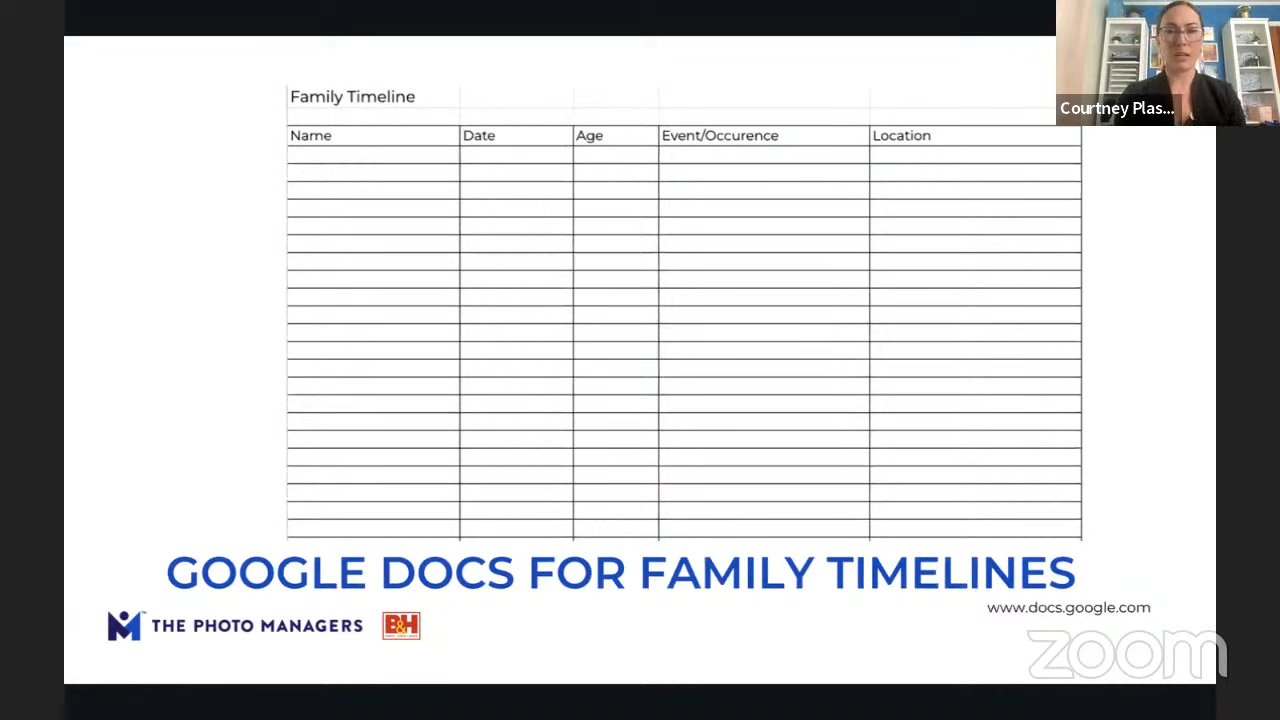 Courtney Plas...
Family Timeline
Name Date Age Event/Occurence Location
GOOGLE DOCS FOR FAMILY TIMELINES
www.docs.google.com
THE PHOTO MANAGERS B&H
zoom